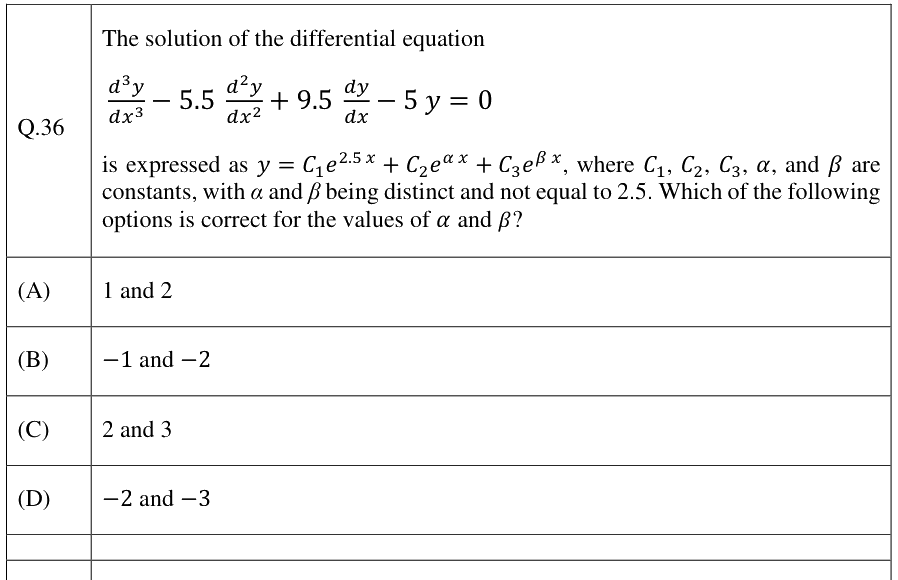 The solution of the differential equation
d³y/dx³ − 5.5 d²y/dx² + 9.5 dy/dx − 5 y = 0
Q.36
is expressed as y = C₁e^{2.5 x} + C₂e^{α x} + C₃e^{β x}, where C₁, C₂, C₃, α, and β are
constants, with α and β being distinct and not equal to 2.5. Which of the following
options is correct for the values of α and β?
(A) 1 and 2
(B) −1 and −2
(C) 2 and 3
(D) −2 and −3